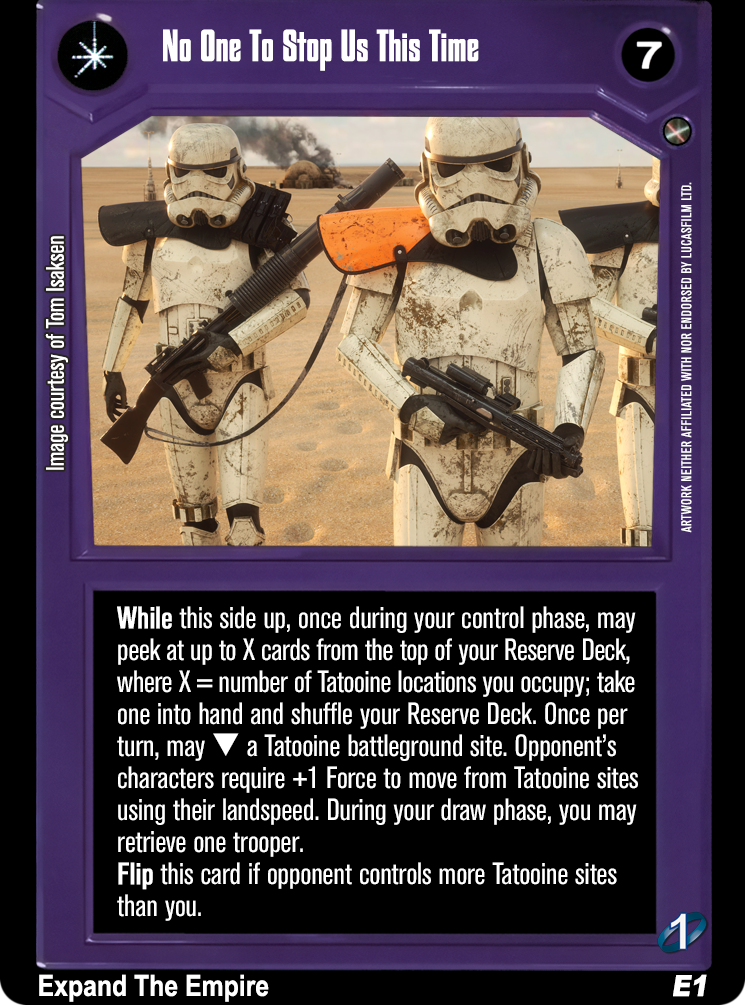 No One To Stop Us This Time
7
Image courtesy of Tom Isaksen
ARTWORK NEITHER AFFILIATED WITH NOR ENDORSED BY LUCASFILM LTD.
While this side up, once during your control phase, may
peek at up to X cards from the top of your Reserve Deck,
where X = number of Tatooine locations you occupy; take
one into hand and shuffle your Reserve Deck. Once per
turn, may ▼ a Tatooine battleground site. Opponent’s
characters require +1 Force to move from Tatooine sites
using their landspeed. During your draw phase, you may
retrieve one trooper.
Flip this card if opponent controls more Tatooine sites
than you.
1
Expand The Empire
E1